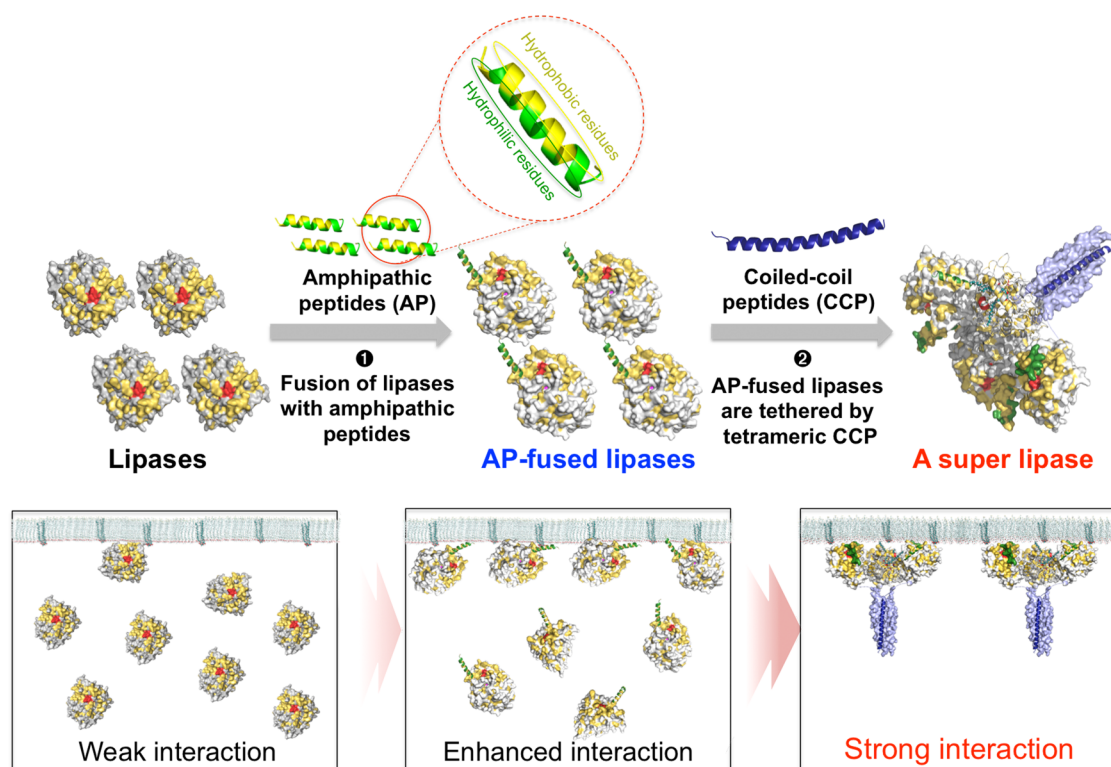 Hydrophobic residues
Hydrophilic residues
Amphipathic
peptides (AP)
❶
Fusion of lipases
with amphipathic
peptides
Coiled-coil
peptides (CCP)
❷
AP-fused lipases
are tethered by
tetrameric CCP
Lipases
AP-fused lipases
A super lipase
Weak interaction
Enhanced interaction
Strong interaction